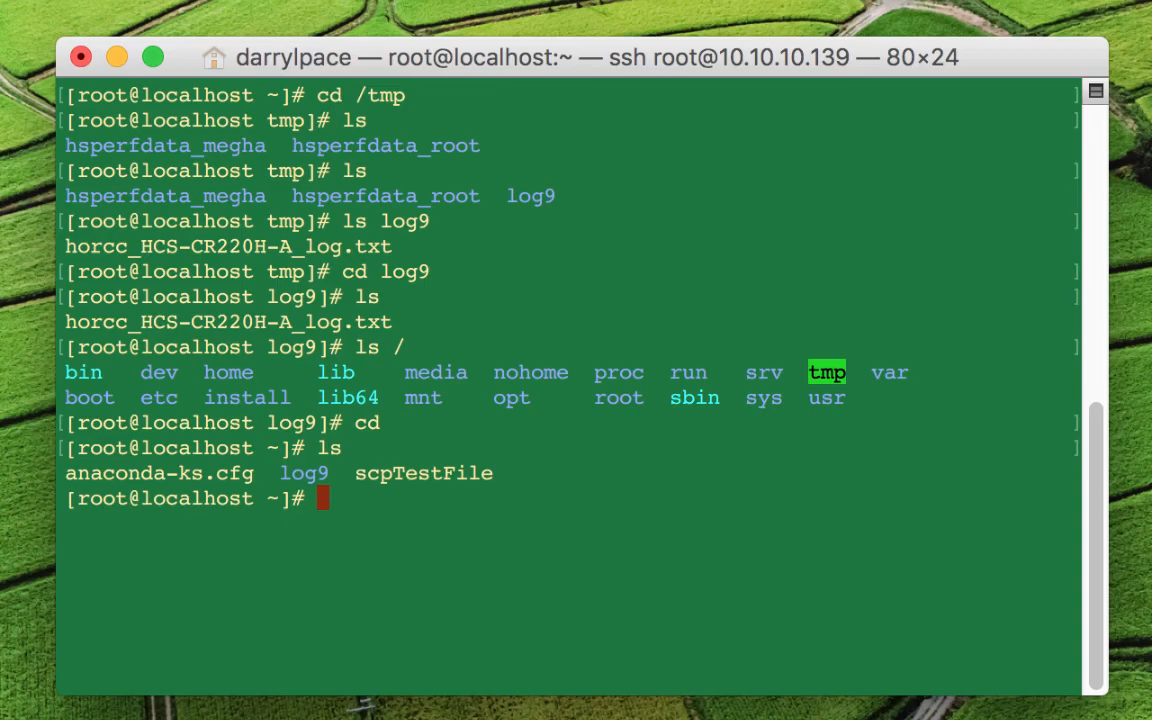 darrylpace — root@localhost:~ — ssh root@10.10.10.139 — 80×24
[[root@localhost ~]# cd /tmp ]
[[root@localhost tmp]# ls ]
hsperfdata_megha  hsperfdata_root
[[root@localhost tmp]# ls ]
hsperfdata_megha  hsperfdata_root  log9
[[root@localhost tmp]# ls log9 ]
horcc_HCS-CR220H-A_log.txt
[[root@localhost tmp]# cd log9 ]
[[root@localhost log9]# ls ]
horcc_HCS-CR220H-A_log.txt
[[root@localhost log9]# ls / ]
bin   dev  home     lib    media  nohome  proc  run   srv  tmp  var
boot  etc  install  lib64  mnt    opt     root  sbin  sys  usr
[[root@localhost log9]# cd ]
[[root@localhost ~]# ls ]
anaconda-ks.cfg  log9  scpTestFile
[root@localhost ~]#